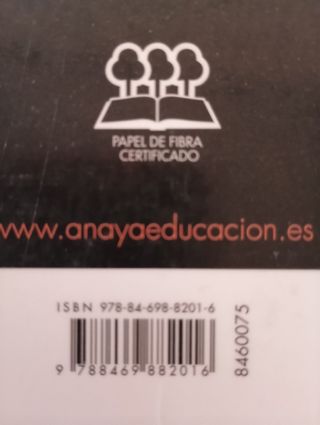 PAPEL DE FIBRA
CERTIFICADO
www.anayaeducacion.es
ISBN 978-84-698-8201-6
9 788469 882016
8460075